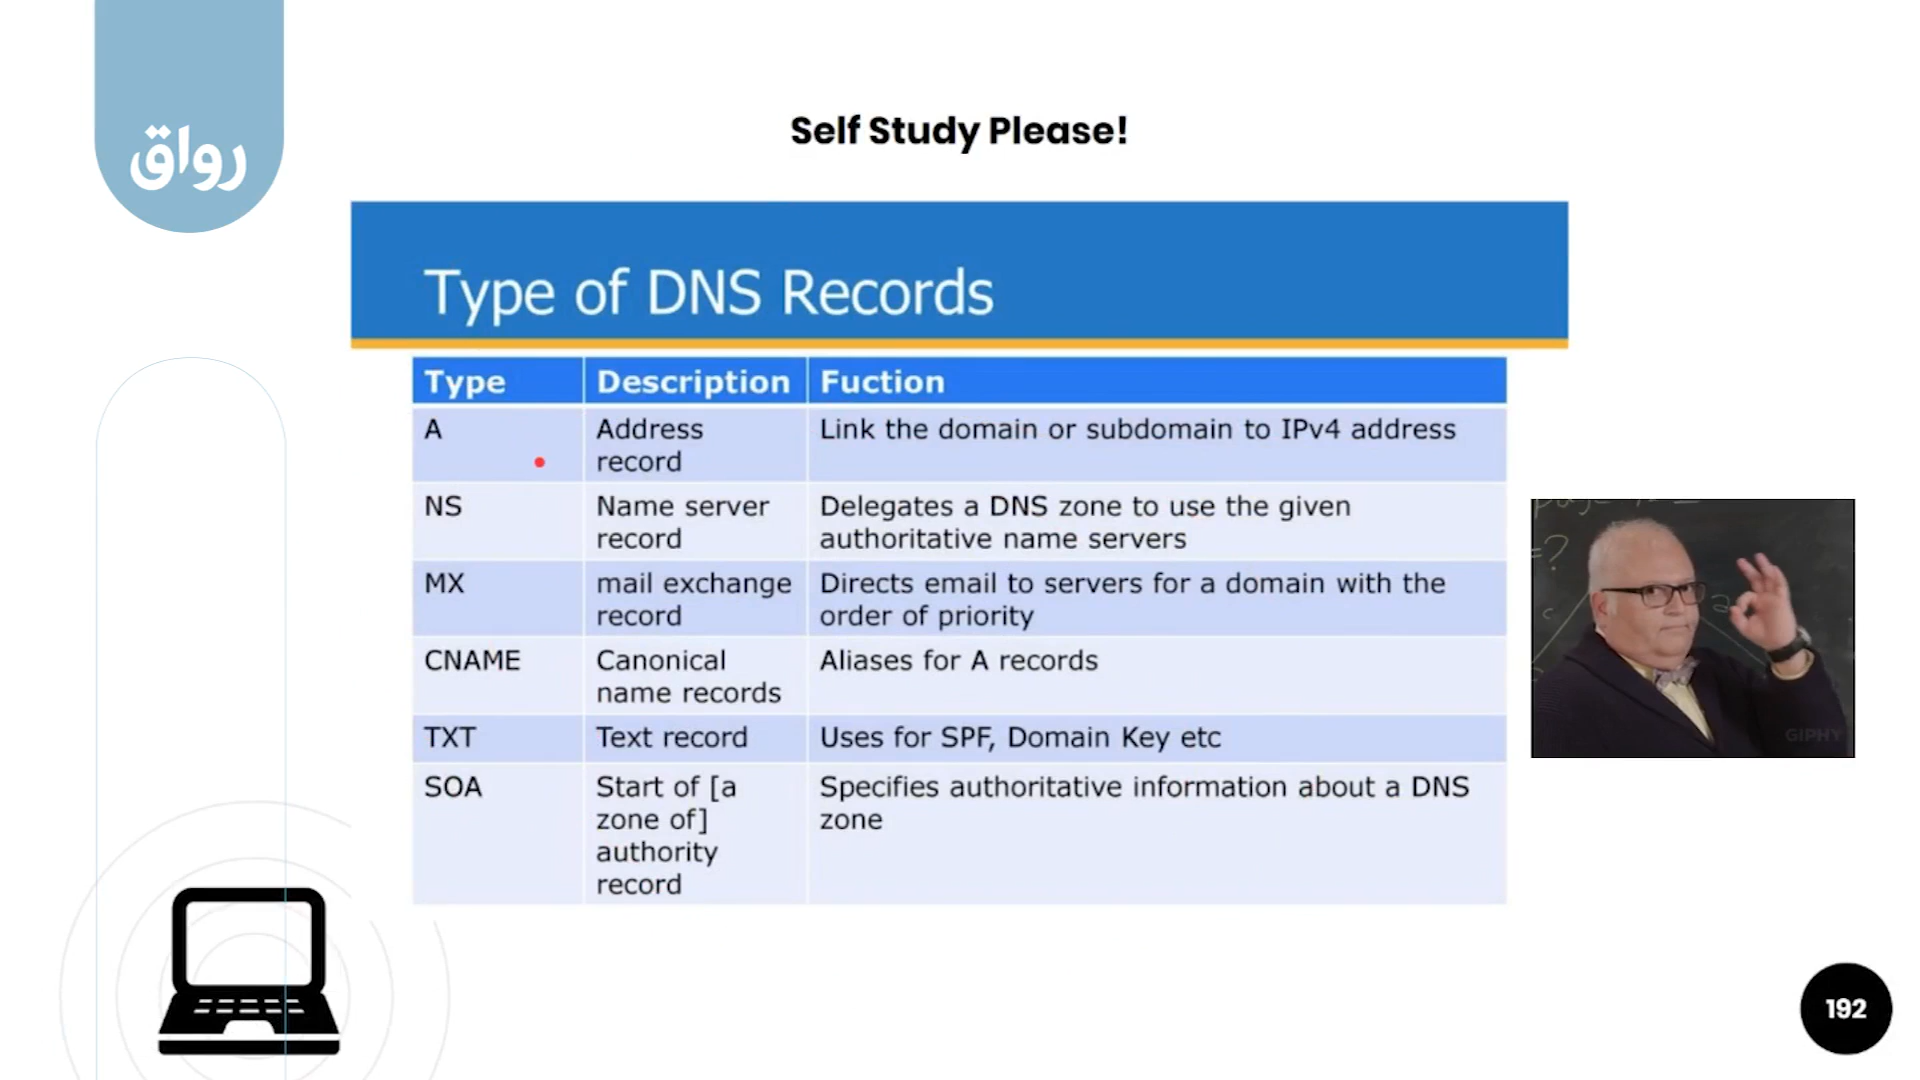 رواق
Self Study Please!
Type of DNS Records
Type Description Fuction
A Address Link the domain or subdomain to IPv4 address
record
NS Name server Delegates a DNS zone to use the given
record authoritative name servers
MX mail exchange Directs email to servers for a domain with the
record order of priority
CNAME Canonical Aliases for A records
name records
TXT Text record Uses for SPF, Domain Key etc
SOA Start of [a Specifies authoritative information about a DNS
zone of] zone
authority
record
=?
GIPHY
192